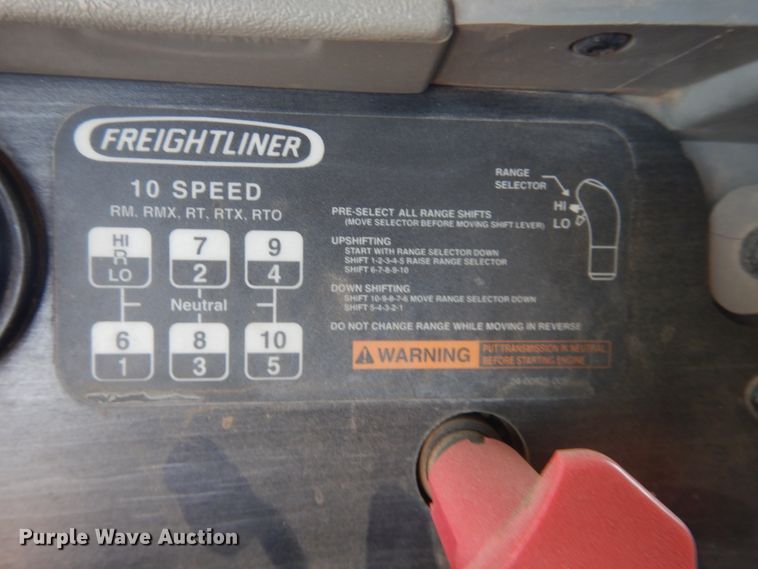 FREIGHTLINER
10 SPEED
RM, RMX, RT, RTX, RTO
HI
R
LO
7
2
9
4
Neutral
6
1
8
3
10
5
RANGE
SELECTOR
HI
LO
PRE-SELECT ALL RANGE SHIFTS
(MOVE SELECTOR BEFORE MOVING SHIFT LEVER)
UPSHIFTING
START WITH RANGE SELECTOR DOWN
SHIFT 1-2-3-4-5 RAISE RANGE SELECTOR
SHIFT 6-7-8-9-10
DOWN SHIFTING
SHIFT 10-9-8-7-6 MOVE RANGE SELECTOR DOWN
SHIFT 5-4-3-2-1
DO NOT CHANGE RANGE WHILE MOVING IN REVERSE
WARNING
PUT TRANSMISSION IN NEUTRAL
BEFORE STARTING ENGINE
Purple Wave Auction